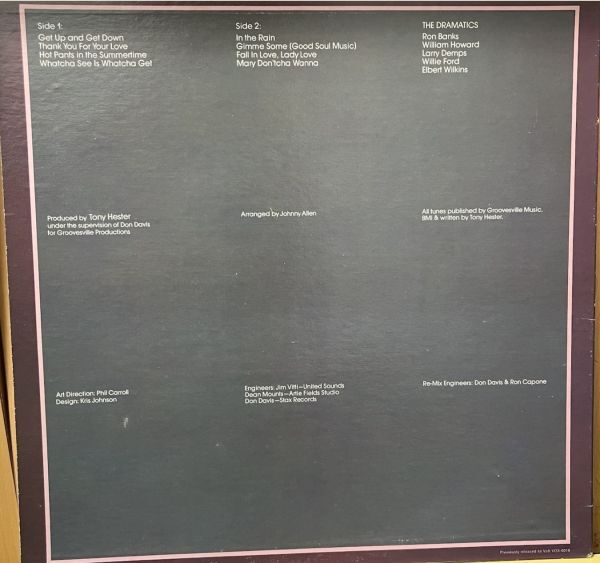 Side 1:
Get Up and Get Down
Thank You For Your Love
Hot Pants in the Summertime
Whatcha See Is Whatcha Get
Side 2:
In the Rain
Gimme Some (Good Soul Music)
Fall In Love, Lady Love
Mary Don'tcha Wanna
THE DRAMATICS
Ron Banks
William Howard
Larry Demps
Willie Ford
Elbert Wilkins
Produced by Tony Hester
under the supervision of Don Davis
for Groovesville Productions
Arranged by Johnny Allen
All tunes published by Groovesville Music,
BMI & written by Tony Hester.
Art Direction: Phil Carroll
Design: Kris Johnson
Engineers: Jim Vitti—United Sounds
Dean Mounts—Artie Fields Studio
Don Davis—Stax Records
Re-Mix Engineers: Don Davis & Ron Capone
Previously released as Volt